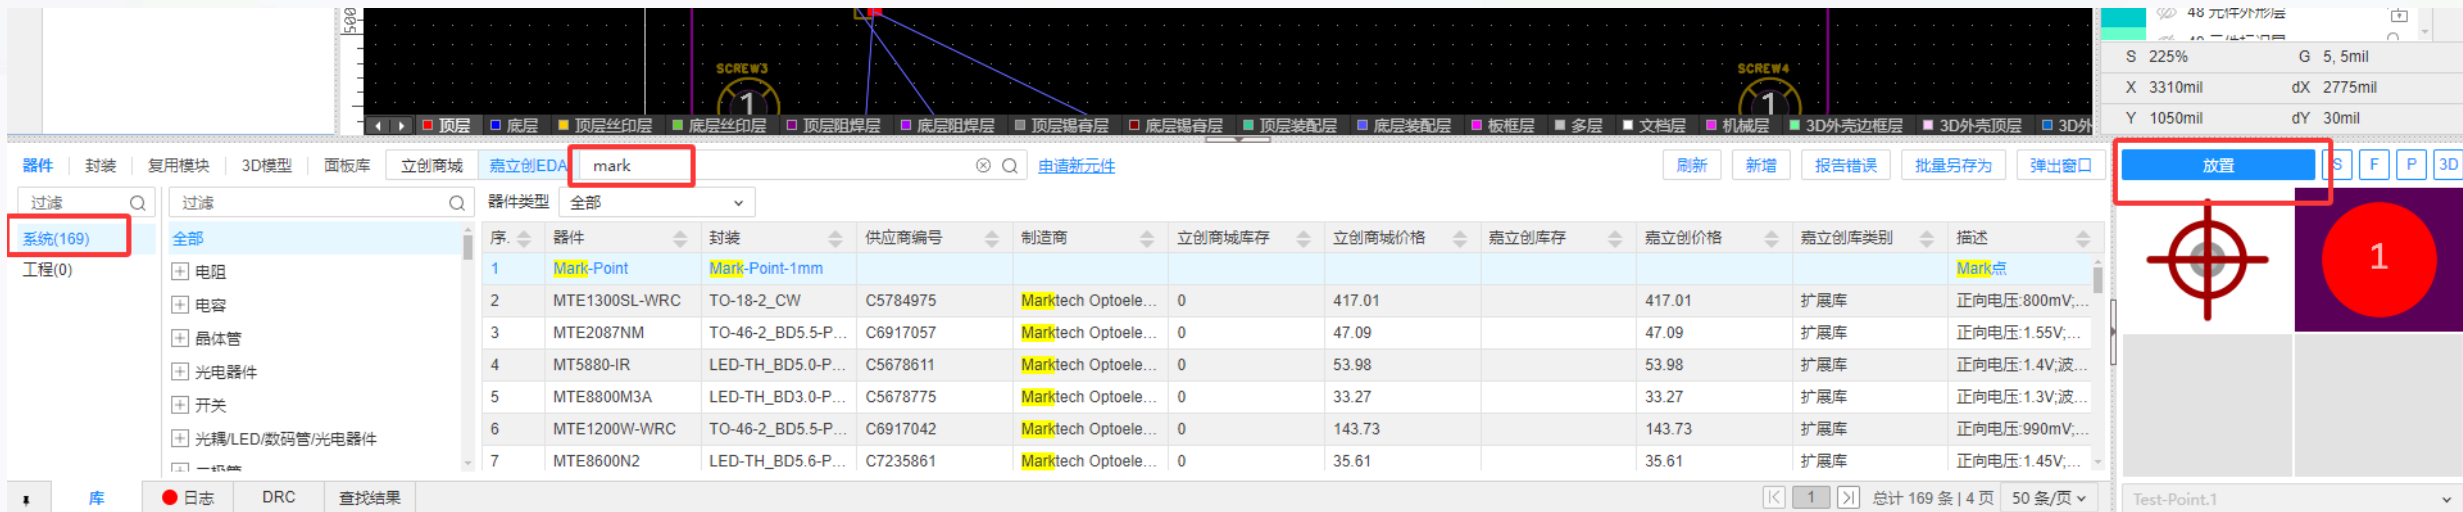 48 元件外形层
SCREW3
SCREW4
1
1
S 225% G 5, 5mil
X 3310mil dX 2775mil
Y 1050mil dY 30mil
顶层 底层 顶层丝印层 底层丝印层 顶层阻焊层 底层阻焊层 顶层锡膏层 底层锡膏层 顶层装配层 底层装配层 板框层 多层 文档层 机械层 3D外壳边框层 3D外壳顶层 3D外
器件 封装 复用模块 3D模型 面板库 立创商城 嘉立创EDA mark 申请新元件 刷新 新增 报告错误 批量另存为 弹出窗口 放置 S F P 3D
过滤 过滤 器件类型 全部
系统(169) 全部 序. 器件 封装 供应商编号 制造商 立创商城库存 立创商城价格 嘉立创库存 嘉立创价格 嘉立创库类别 描述
工程(0) 电阻 1 Mark-Point Mark-Point-1mm Mark点
电容 2 MTE1300SL-WRC TO-18-2_CW C5784975 Marktech Optoele... 0 417.01 417.01 扩展库 正向电压:800mV;...
晶体管 3 MTE2087NM TO-46-2_BD5.5-P... C6917057 Marktech Optoele... 0 47.09 47.09 扩展库 正向电压:1.55V;...
光电器件 4 MT5880-IR LED-TH_BD5.0-P... C5678611 Marktech Optoele... 0 53.98 53.98 扩展库 正向电压:1.4V;波...
开关 5 MTE8800M3A LED-TH_BD3.0-P... C5678775 Marktech Optoele... 0 33.27 33.27 扩展库 正向电压:1.3V;波...
光耦/LED/数码管/光电器件 6 MTE1200W-WRC TO-46-2_BD5.5-P... C6917042 Marktech Optoele... 0 143.73 143.73 扩展库 正向电压:990mV;...
7 MTE8600N2 LED-TH_BD5.6-P... C7235861 Marktech Optoele... 0 35.61 35.61 扩展库 正向电压:1.45V;...
1
库 日志 DRC 查找结果 1 总计 169 条 | 4 页 50 条/页 Test-Point.1